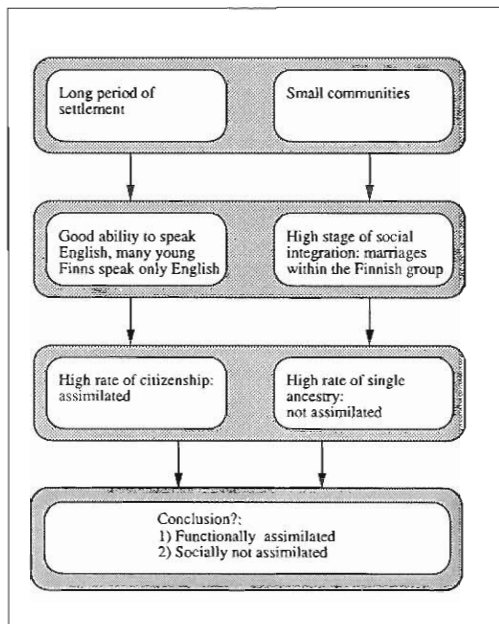 Long period of
settlement
Small communities
Good ability to speak
English, many young
Finns speak only English
High stage of social
integration: marriages
within the Finnish group
High rate of citizenship:
assimilated
High rate of single
ancestry:
not assimilated
Conclusion?:
1) Functionally assimilated
2) Socially not assimilated